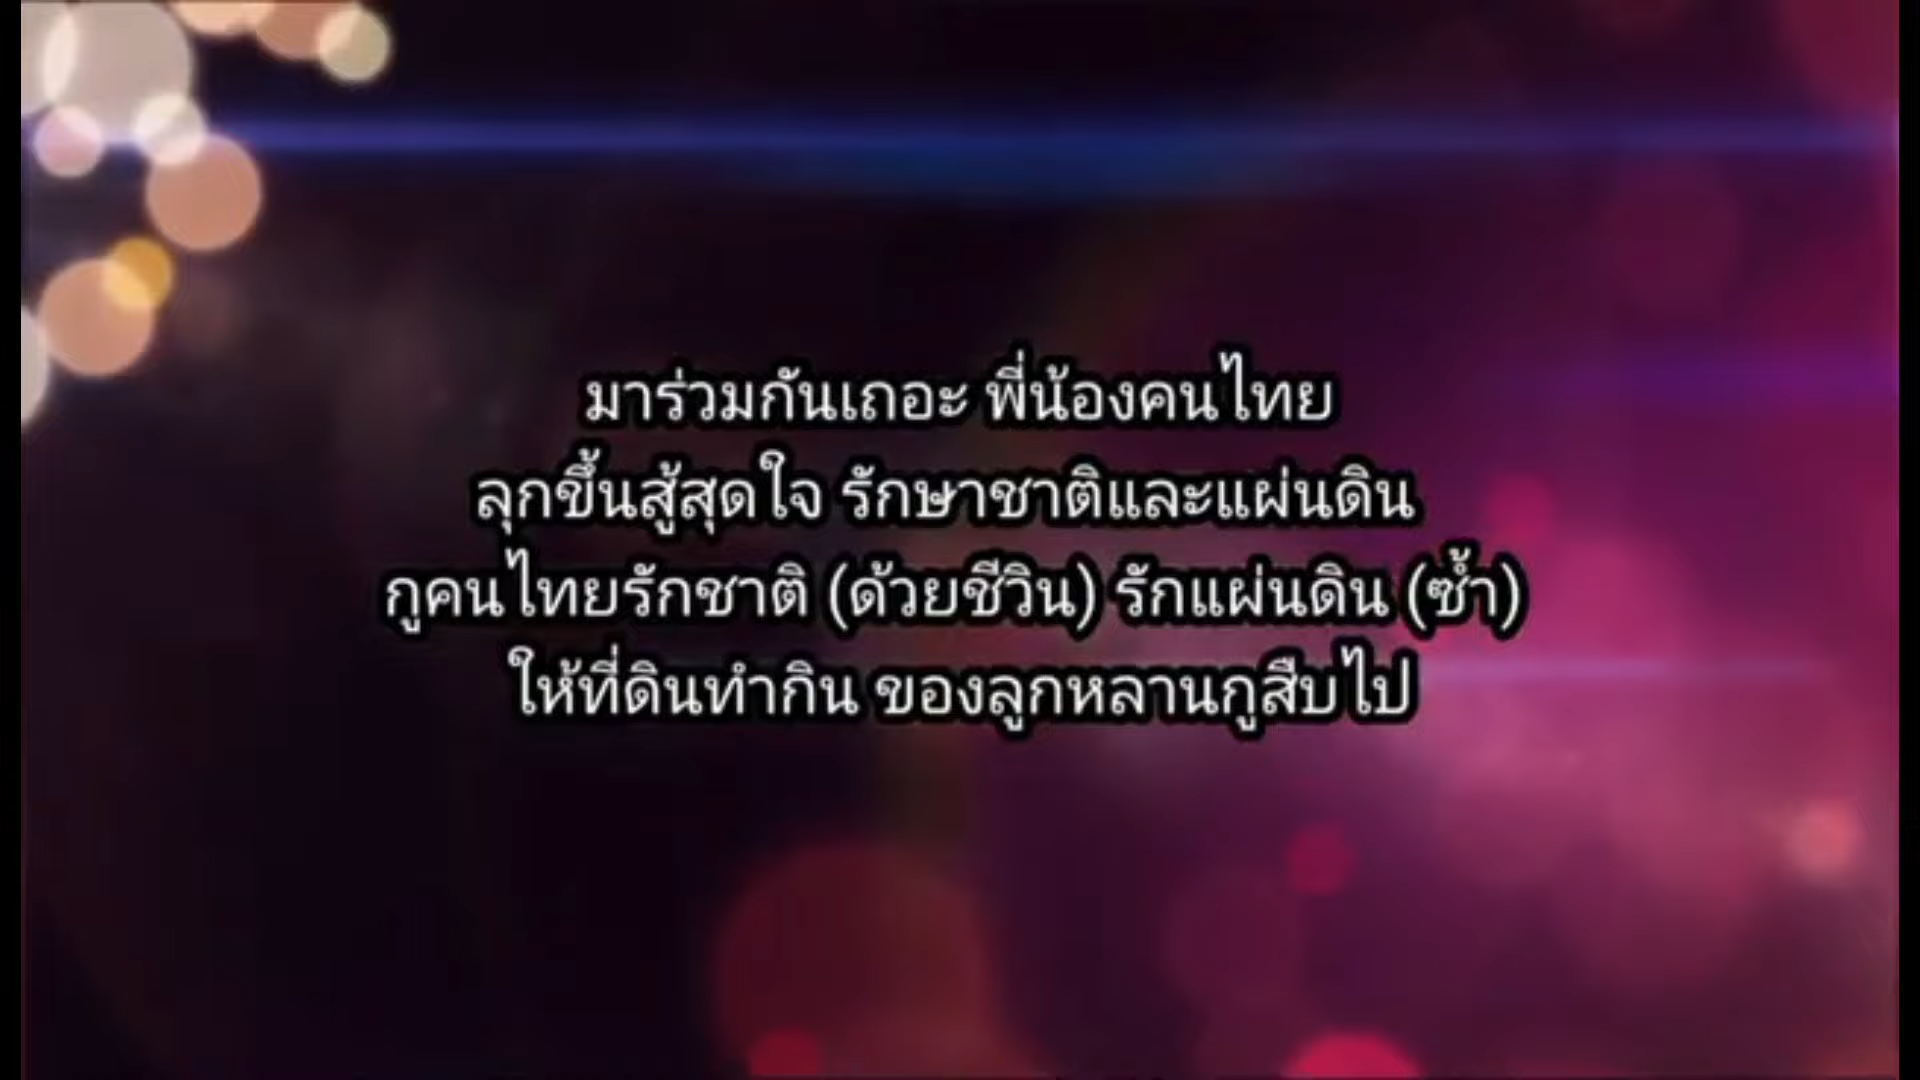 มาร่วมกันเถอะ พี่น้องคนไทย
ลุกขึ้นสู้สุดใจ รักษาชาติและแผ่นดิน
กูคนไทยรักชาติ (ด้วยชีวิน) รักแผ่นดิน (ซ้ำ)
ให้ที่ดินทำกิน ของลูกหลานกูสืบไป